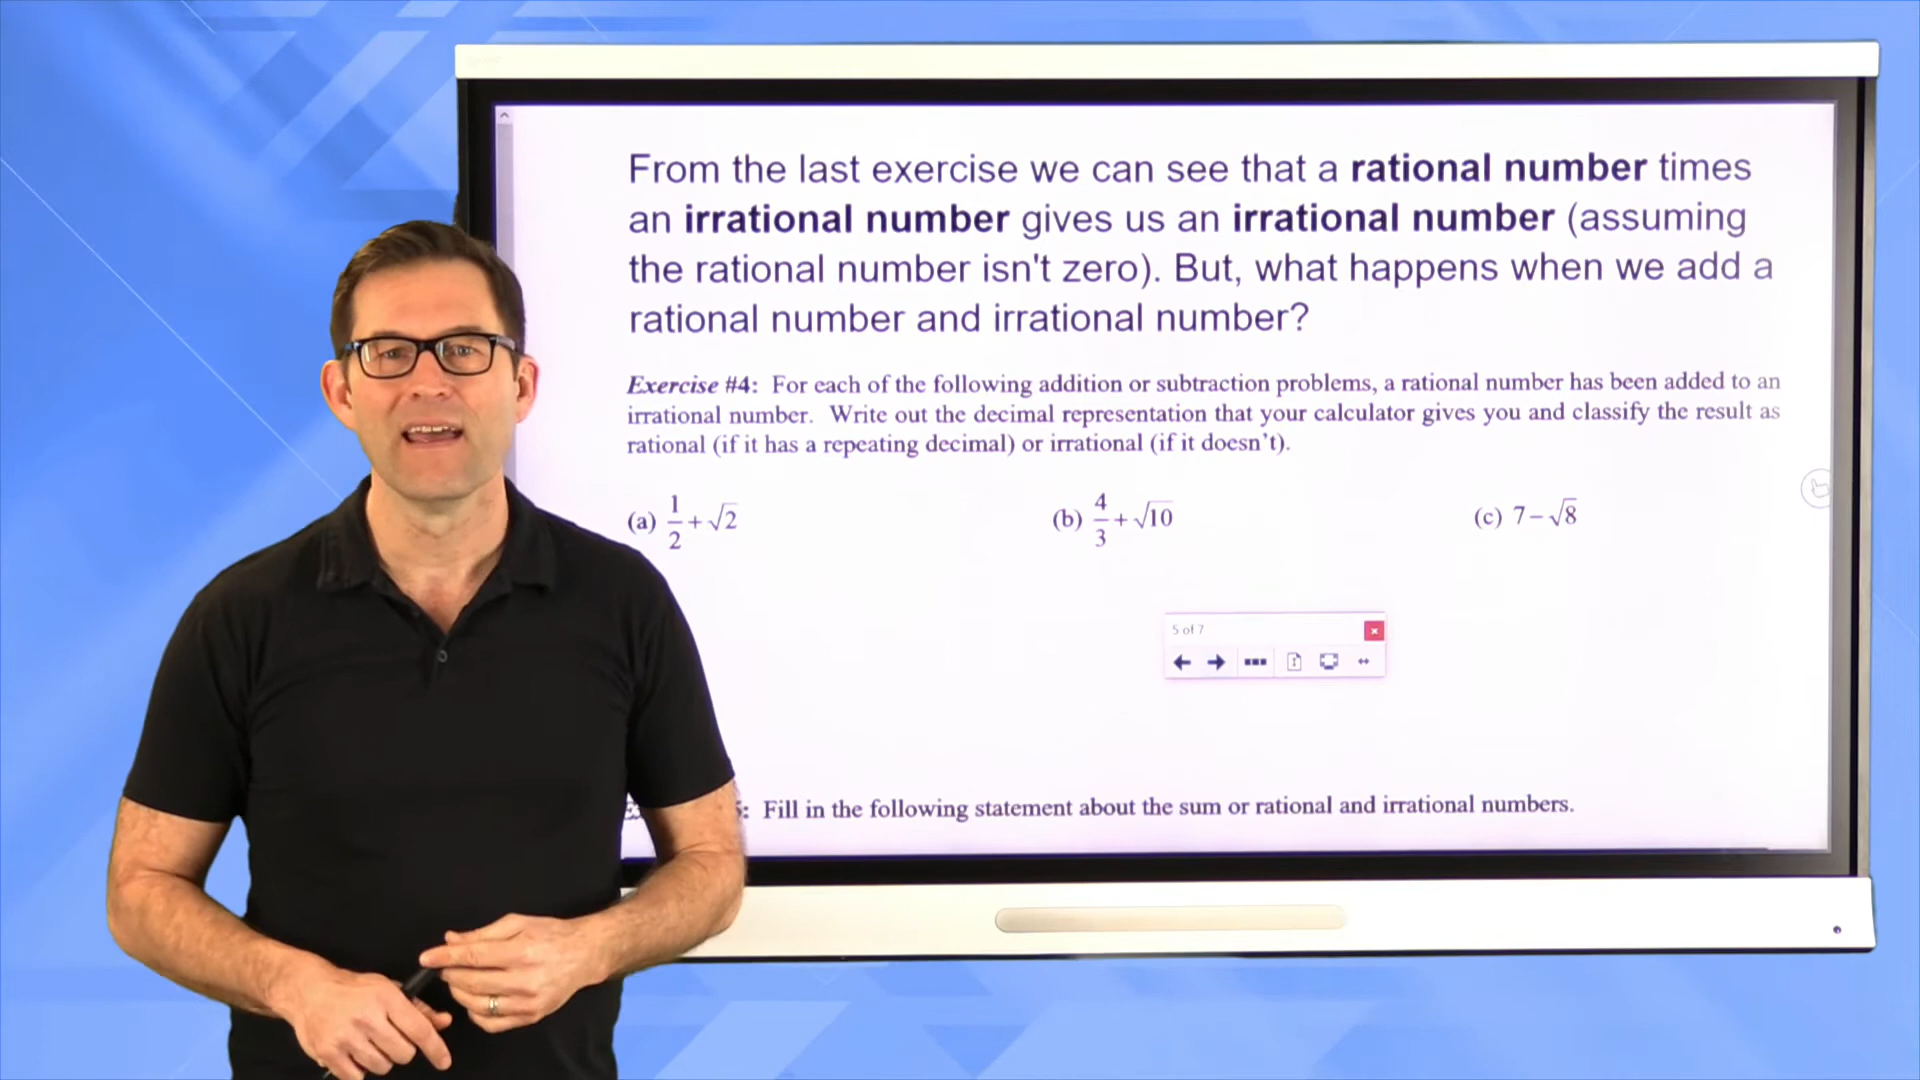 From the last exercise we can see that a rational number times
an irrational number gives us an irrational number (assuming
the rational number isn't zero). But, what happens when we add a
rational number and irrational number?
Exercise #4: For each of the following addition or subtraction problems, a rational number has been added to an
irrational number. Write out the decimal representation that your calculator gives you and classify the result as
rational (if it has a repeating decimal) or irrational (if it doesn't).
(a) 1/2 + √2 (b) 4/3 + √10 (c) 7 − √8
5 of 7
: Fill in the following statement about the sum or rational and irrational numbers.